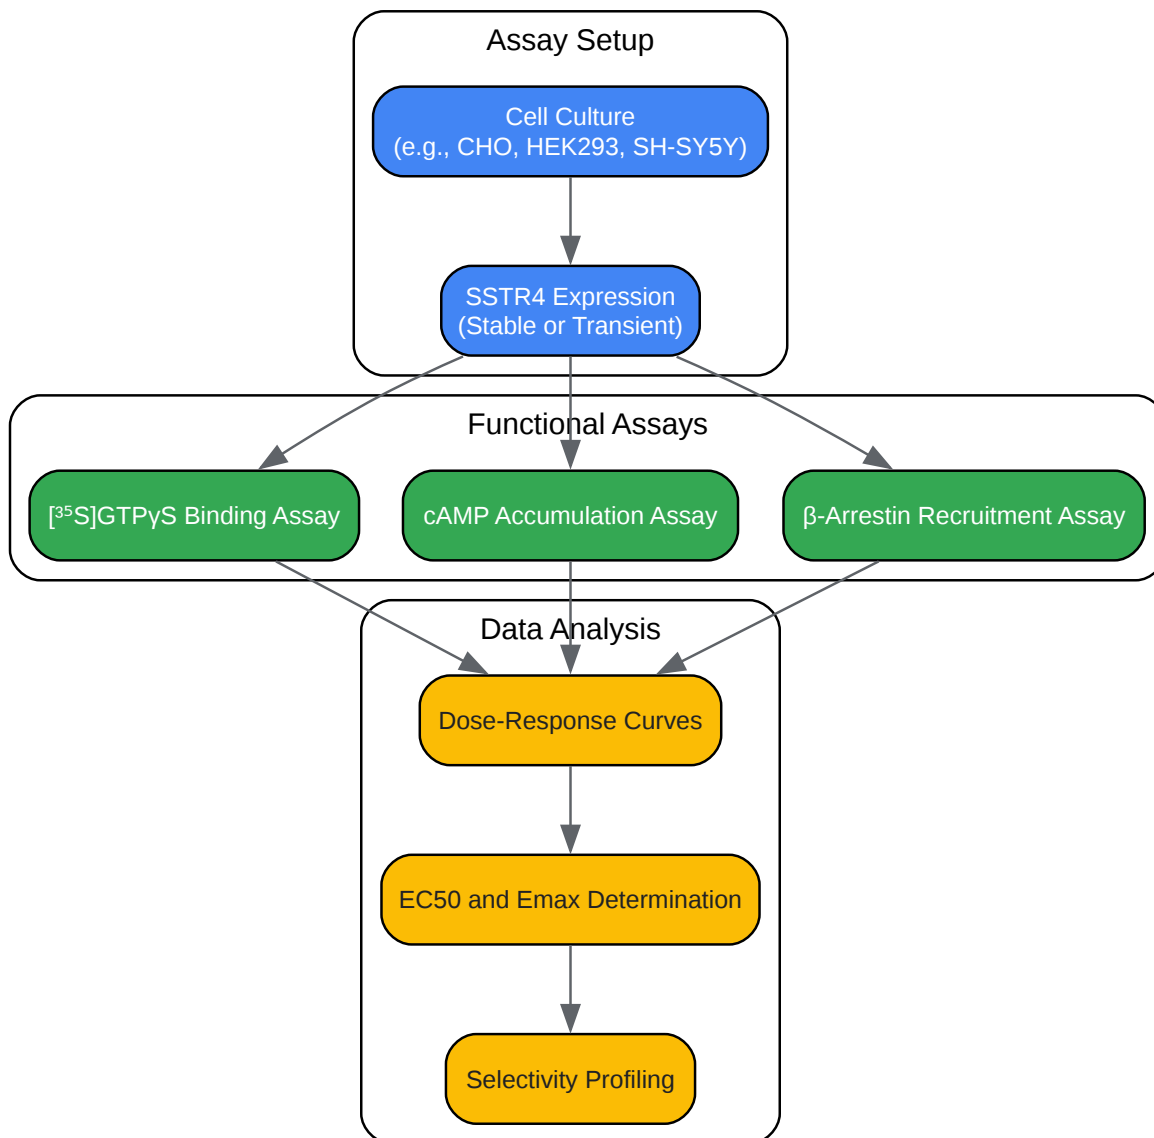 Assay Setup
Cell Culture
(e.g., CHO, HEK293, SH-SY5Y)
SSTR4 Expression
(Stable or Transient)
Functional Assays
[³⁵S]GTPγS Binding Assay
cAMP Accumulation Assay
β-Arrestin Recruitment Assay
Data Analysis
Dose-Response Curves
EC50 and Emax Determination
Selectivity Profiling